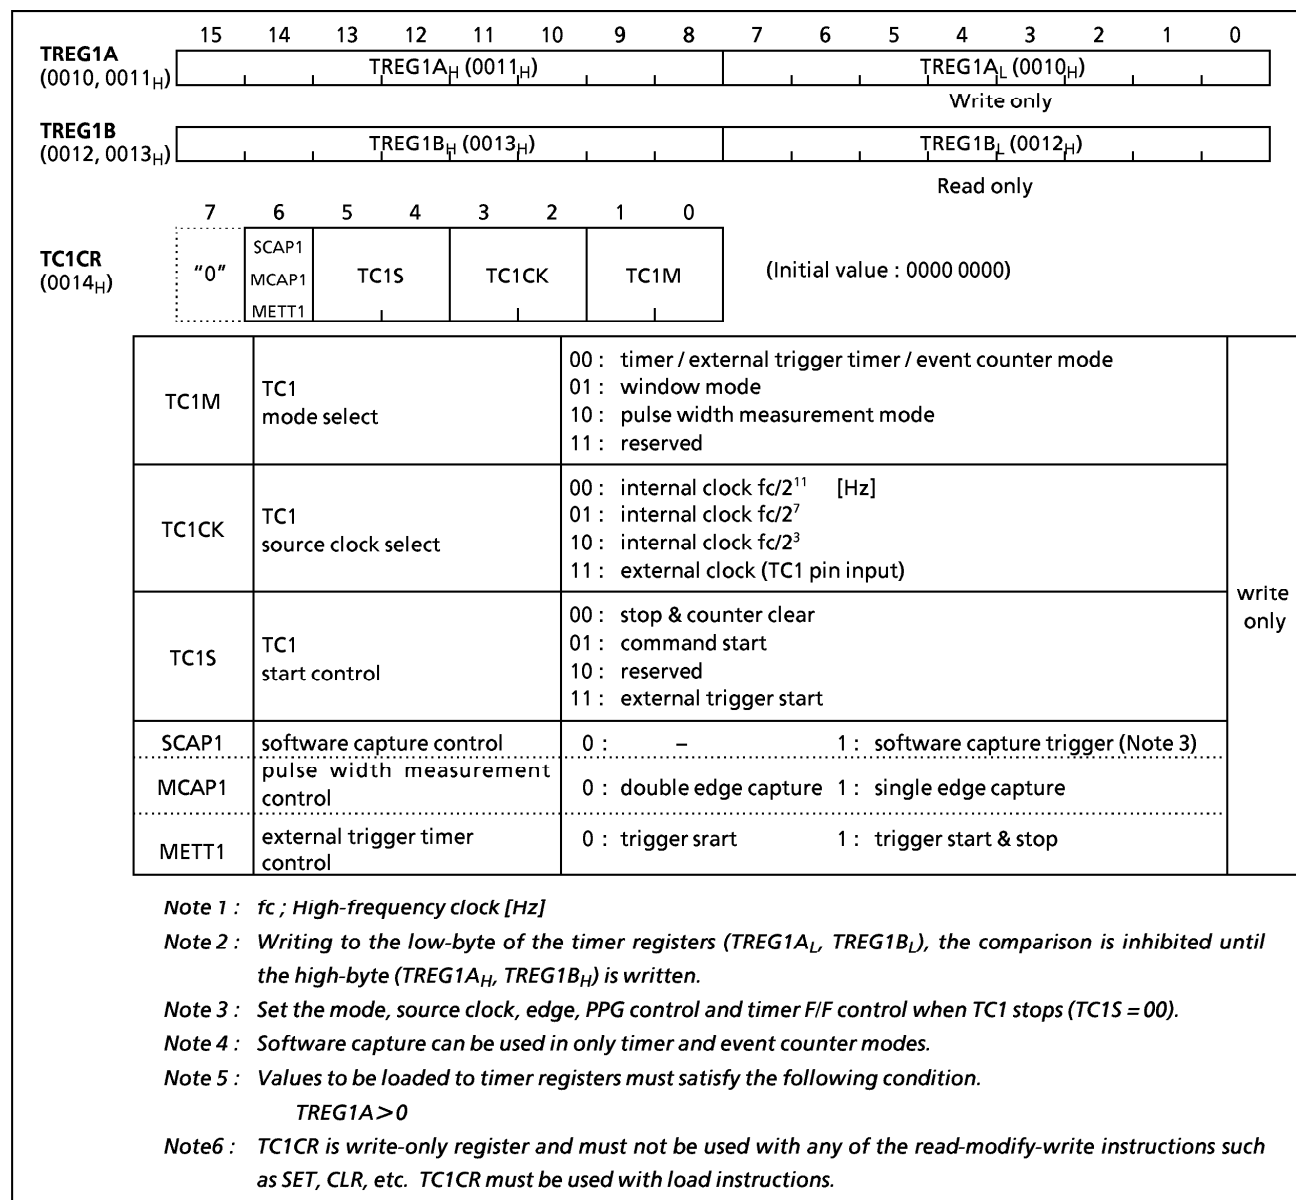 15 14 13 12 11 10 9 8 7 6 5 4 3 2 1 0
TREG1A
(0010, 0011H)
TREG1AH (0011H) TREG1AL (0010H)
Write only
TREG1B
(0012, 0013H)
TREG1BH (0013H) TREG1BL (0012H)
Read only
7 6 5 4 3 2 1 0
TC1CR
(0014H)
"0"
SCAP1
MCAP1
METT1
TC1S TC1CK TC1M (Initial value : 0000 0000)
TC1M
TC1
mode select
00 : timer / external trigger timer / event counter mode
01 : window mode
10 : pulse width measurement mode
11 : reserved
TC1CK
TC1
source clock select
00 : internal clock fc/2¹¹ [Hz]
01 : internal clock fc/2⁷
10 : internal clock fc/2³
11 : external clock (TC1 pin input)
TC1S
TC1
start control
00 : stop & counter clear
01 : command start
10 : reserved
11 : external trigger start
SCAP1 software capture control 0 : – 1 : software capture trigger (Note 3)
MCAP1
pulse width measurement
control
0 : double edge capture 1 : single edge capture
METT1
external trigger timer
control
0 : trigger srart 1 : trigger start & stop
write
only
Note 1 : fc ; High-frequency clock [Hz]
Note 2 : Writing to the low-byte of the timer registers (TREG1AL, TREG1BL), the comparison is inhibited until
the high-byte (TREG1AH, TREG1BH) is written.
Note 3 : Set the mode, source clock, edge, PPG control and timer F/F control when TC1 stops (TC1S = 00).
Note 4 : Software capture can be used in only timer and event counter modes.
Note 5 : Values to be loaded to timer registers must satisfy the following condition.
TREG1A > 0
Note6 : TC1CR is write-only register and must not be used with any of the read-modify-write instructions such
as SET, CLR, etc. TC1CR must be used with load instructions.